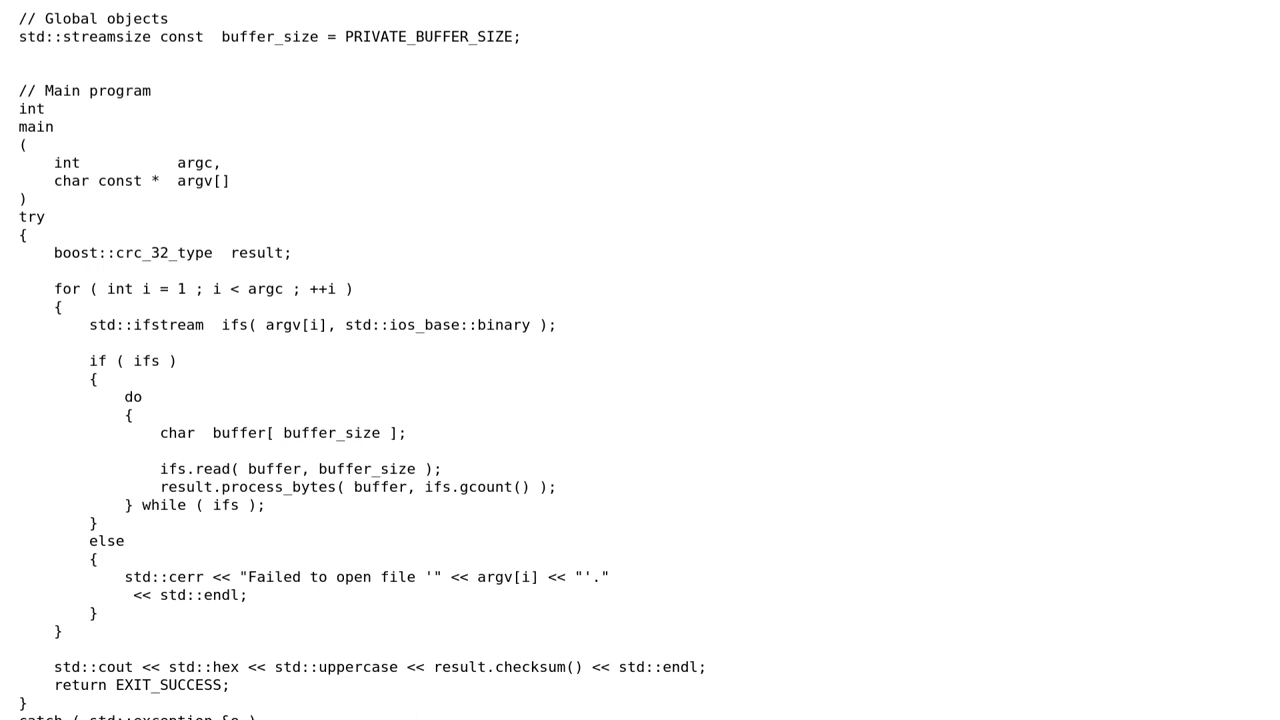 // Global objects
std::streamsize const  buffer_size = PRIVATE_BUFFER_SIZE;
// Main program
int
main
(
    int           argc,
    char const *  argv[]
)
try
{
    boost::crc_32_type  result;
    for ( int i = 1 ; i < argc ; ++i )
    {
        std::ifstream  ifs( argv[i], std::ios_base::binary );
        if ( ifs )
        {
            do
            {
                char  buffer[ buffer_size ];
                ifs.read( buffer, buffer_size );
                result.process_bytes( buffer, ifs.gcount() );
            } while ( ifs );
        }
        else
        {
            std::cerr << "Failed to open file '" << argv[i] << "'."
             << std::endl;
        }
    }
    std::cout << std::hex << std::uppercase << result.checksum() << std::endl;
    return EXIT_SUCCESS;
}
catch ( std::exception &e )